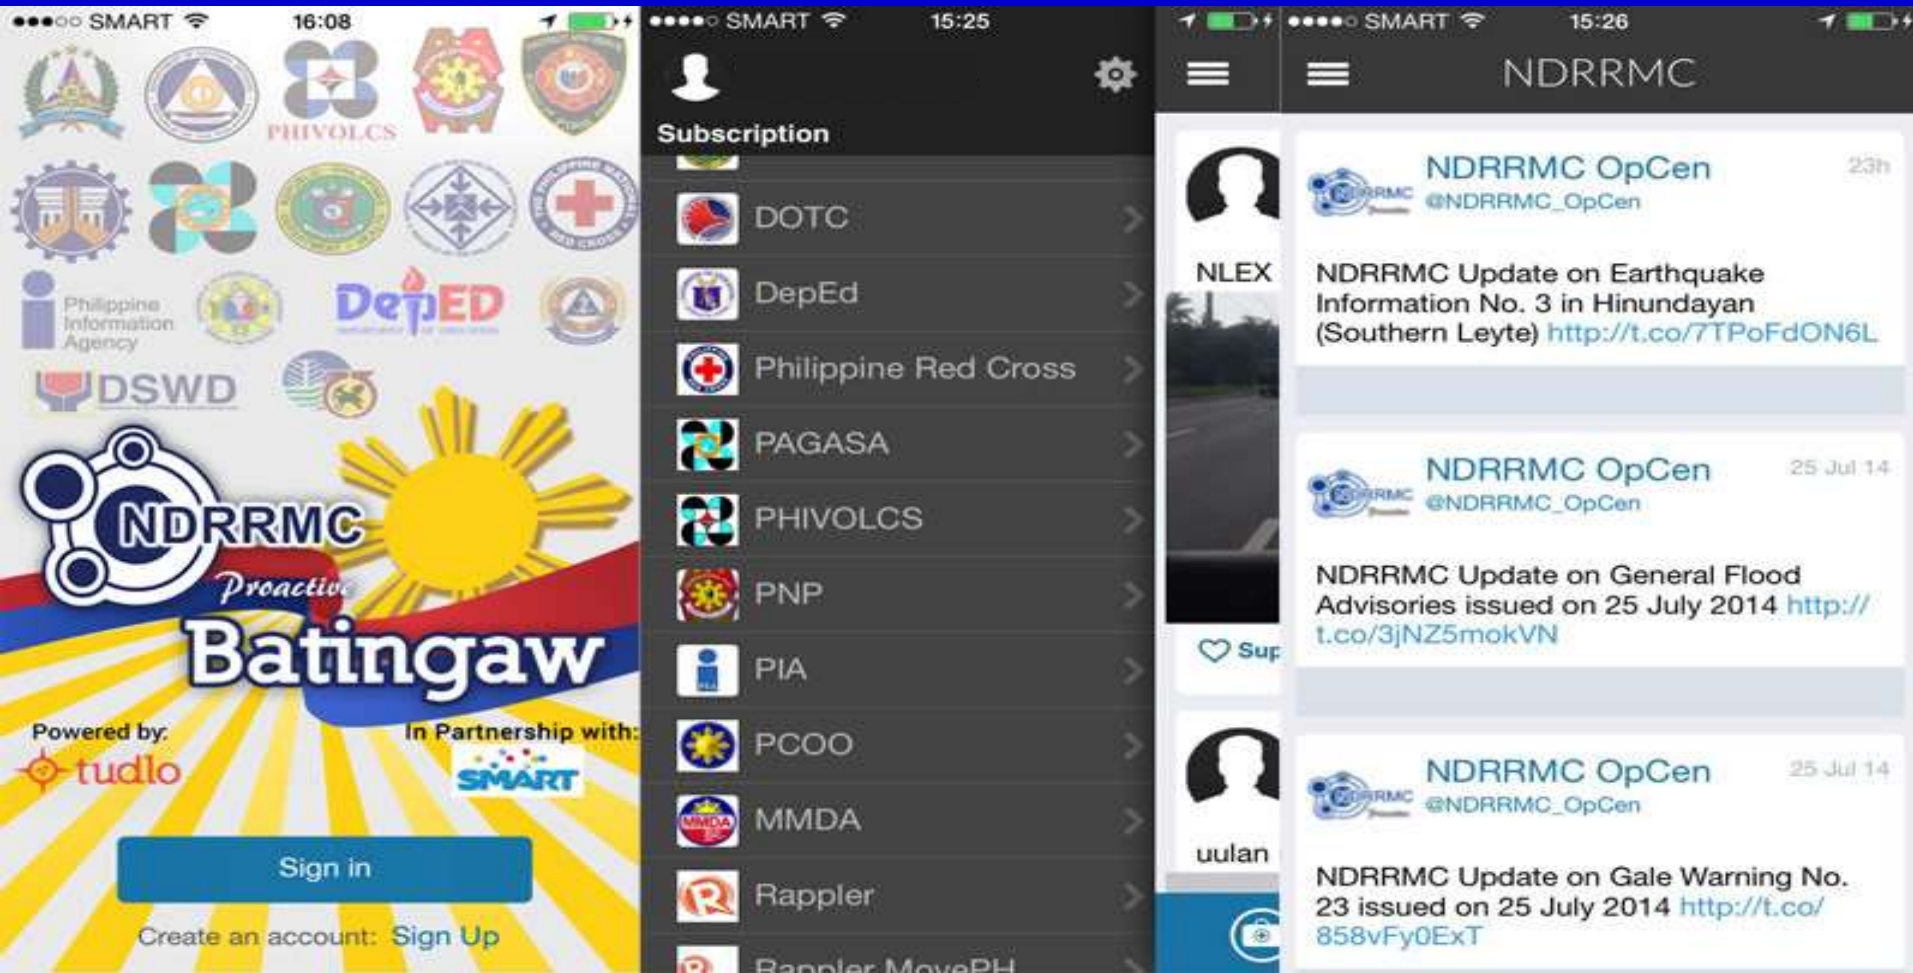 SMART 16:08
PHIVOLCS
Philippine
Information
Agency
DepED
DSWD
NDRRMC
Proactive
Batingaw
Powered by:
tudlo
In Partnership with:
SMART
Sign in
Create an account: Sign Up
SMART 15:25
Subscription
DOTC
DepEd
Philippine Red Cross
PAGASA
PHIVOLCS
PNP
PIA
PCOO
MMDA
MMDA
Rappler
Rappler MovePH
NLEX
Sup
uulan
SMART 15:26
NDRRMC
NDRRMC OpCen 23h
@NDRRMC_OpCen
NDRRMC Update on Earthquake
Information No. 3 in Hinundayan
(Southern Leyte) http://t.co/7TPoFdON6L
NDRRMC OpCen 25 Jul 14
@NDRRMC_OpCen
NDRRMC Update on General Flood
Advisories issued on 25 July 2014 http://
t.co/3jNZ5mokVN
NDRRMC OpCen 25 Jul 14
@NDRRMC_OpCen
NDRRMC Update on Gale Warning No.
23 issued on 25 July 2014 http://t.co/
858vFy0ExT